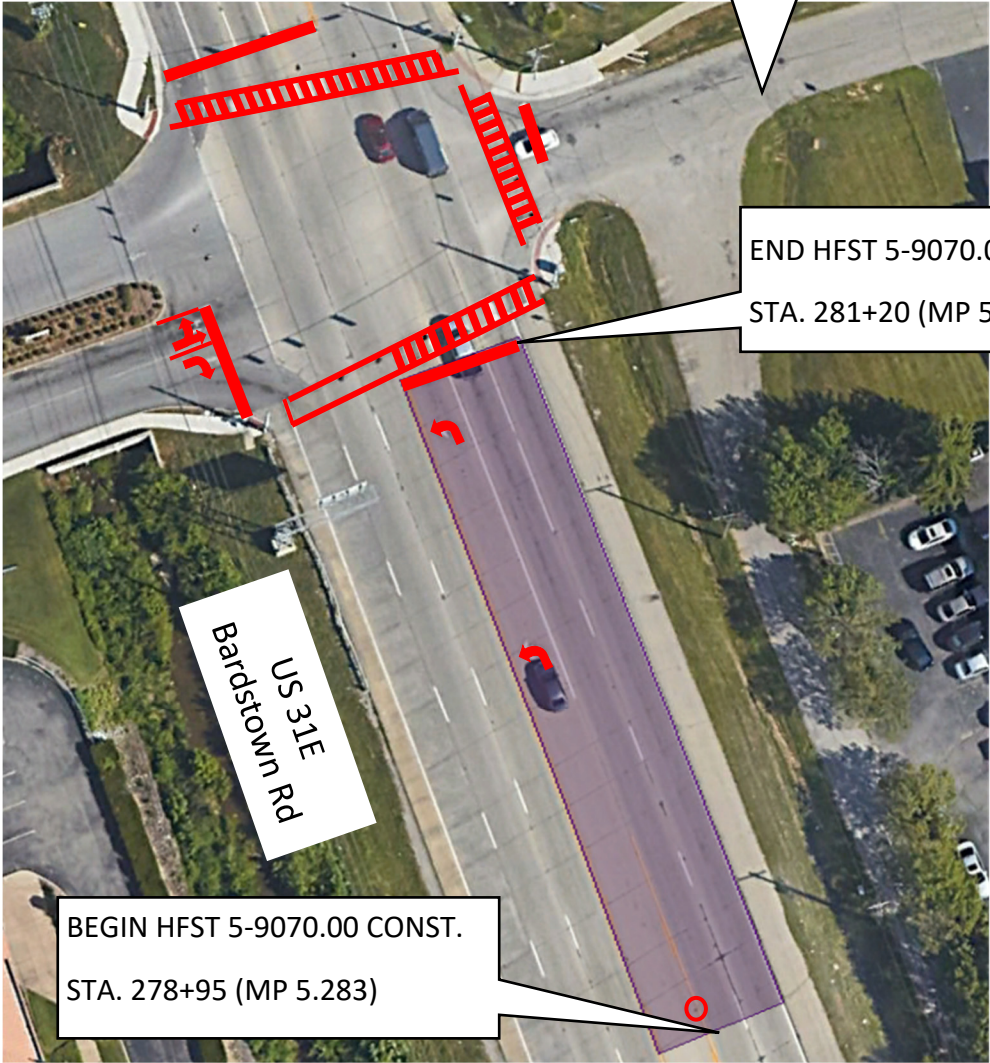 END HFST 5-9070.0
STA. 281+20 (MP 5
US 31E
Bardstown Rd
BEGIN HFST 5-9070.00 CONST.
STA. 278+95 (MP 5.283)